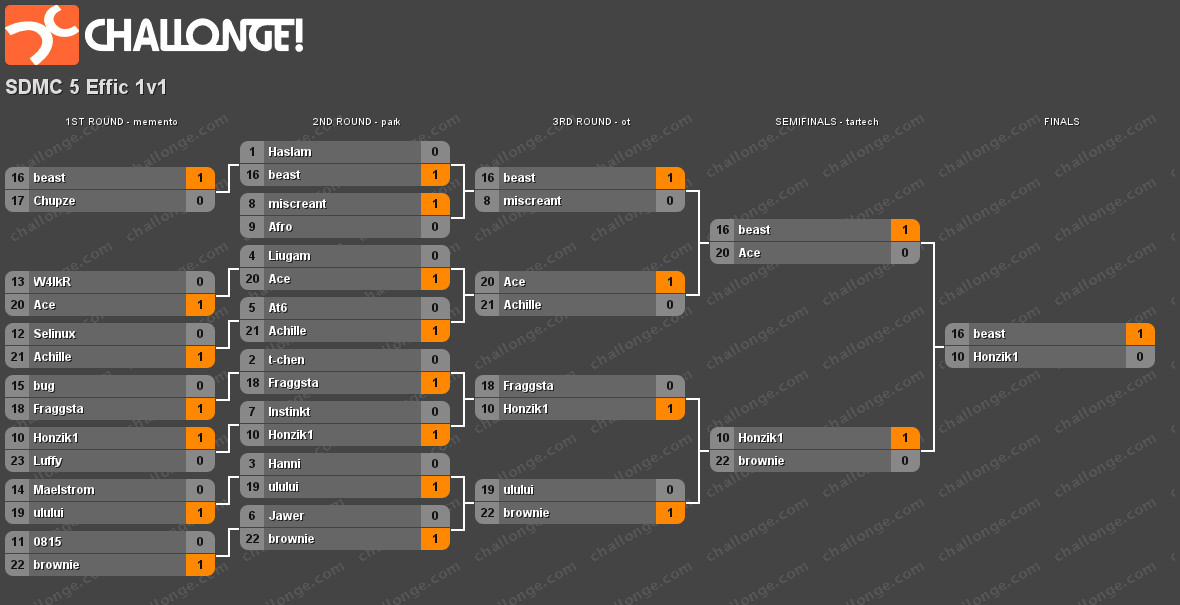 CHALLONGE!
SDMC 5 Effic 1v1
1ST ROUND - memento
2ND ROUND - park
3RD ROUND - ot
SEMIFINALS - tartech
FINALS
16 beast 1
17 Chupze 0
13 W4lkR 0
20 Ace 1
12 Selinux 0
21 Achille 1
15 bug 0
18 Fraggsta 1
10 Honzik1 1
23 Luffy 0
14 Maelstrom 0
19 ulului 1
11 0815 0
22 brownie 1
1 Haslam 0
16 beast 1
8 miscreant 1
9 Afro 0
4 Liugam 0
20 Ace 1
5 At6 0
21 Achille 1
2 t-chen 0
18 Fraggsta 1
7 Instinkt 0
10 Honzik1 1
3 Hanni 0
19 ulului 1
6 Jawer 0
22 brownie 1
16 beast 1
8 miscreant 0
20 Ace 1
21 Achille 0
18 Fraggsta 0
10 Honzik1 1
19 ulului 0
22 brownie 1
16 beast 1
20 Ace 0
10 Honzik1 1
22 brownie 0
16 beast 1
10 Honzik1 0
challonge.com